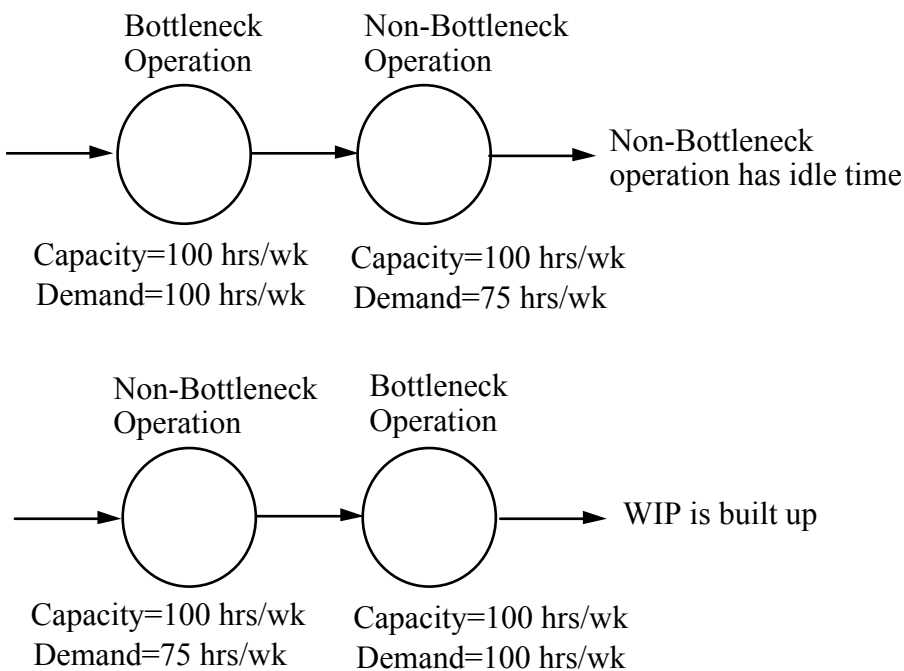 Bottleneck
Operation
Non-Bottleneck
Operation
Non-Bottleneck
operation has idle time
Capacity=100 hrs/wk
Demand=100 hrs/wk
Capacity=100 hrs/wk
Demand=75 hrs/wk
Non-Bottleneck
Operation
Bottleneck
Operation
WIP is built up
Capacity=100 hrs/wk
Demand=75 hrs/wk
Capacity=100 hrs/wk
Demand=100 hrs/wk